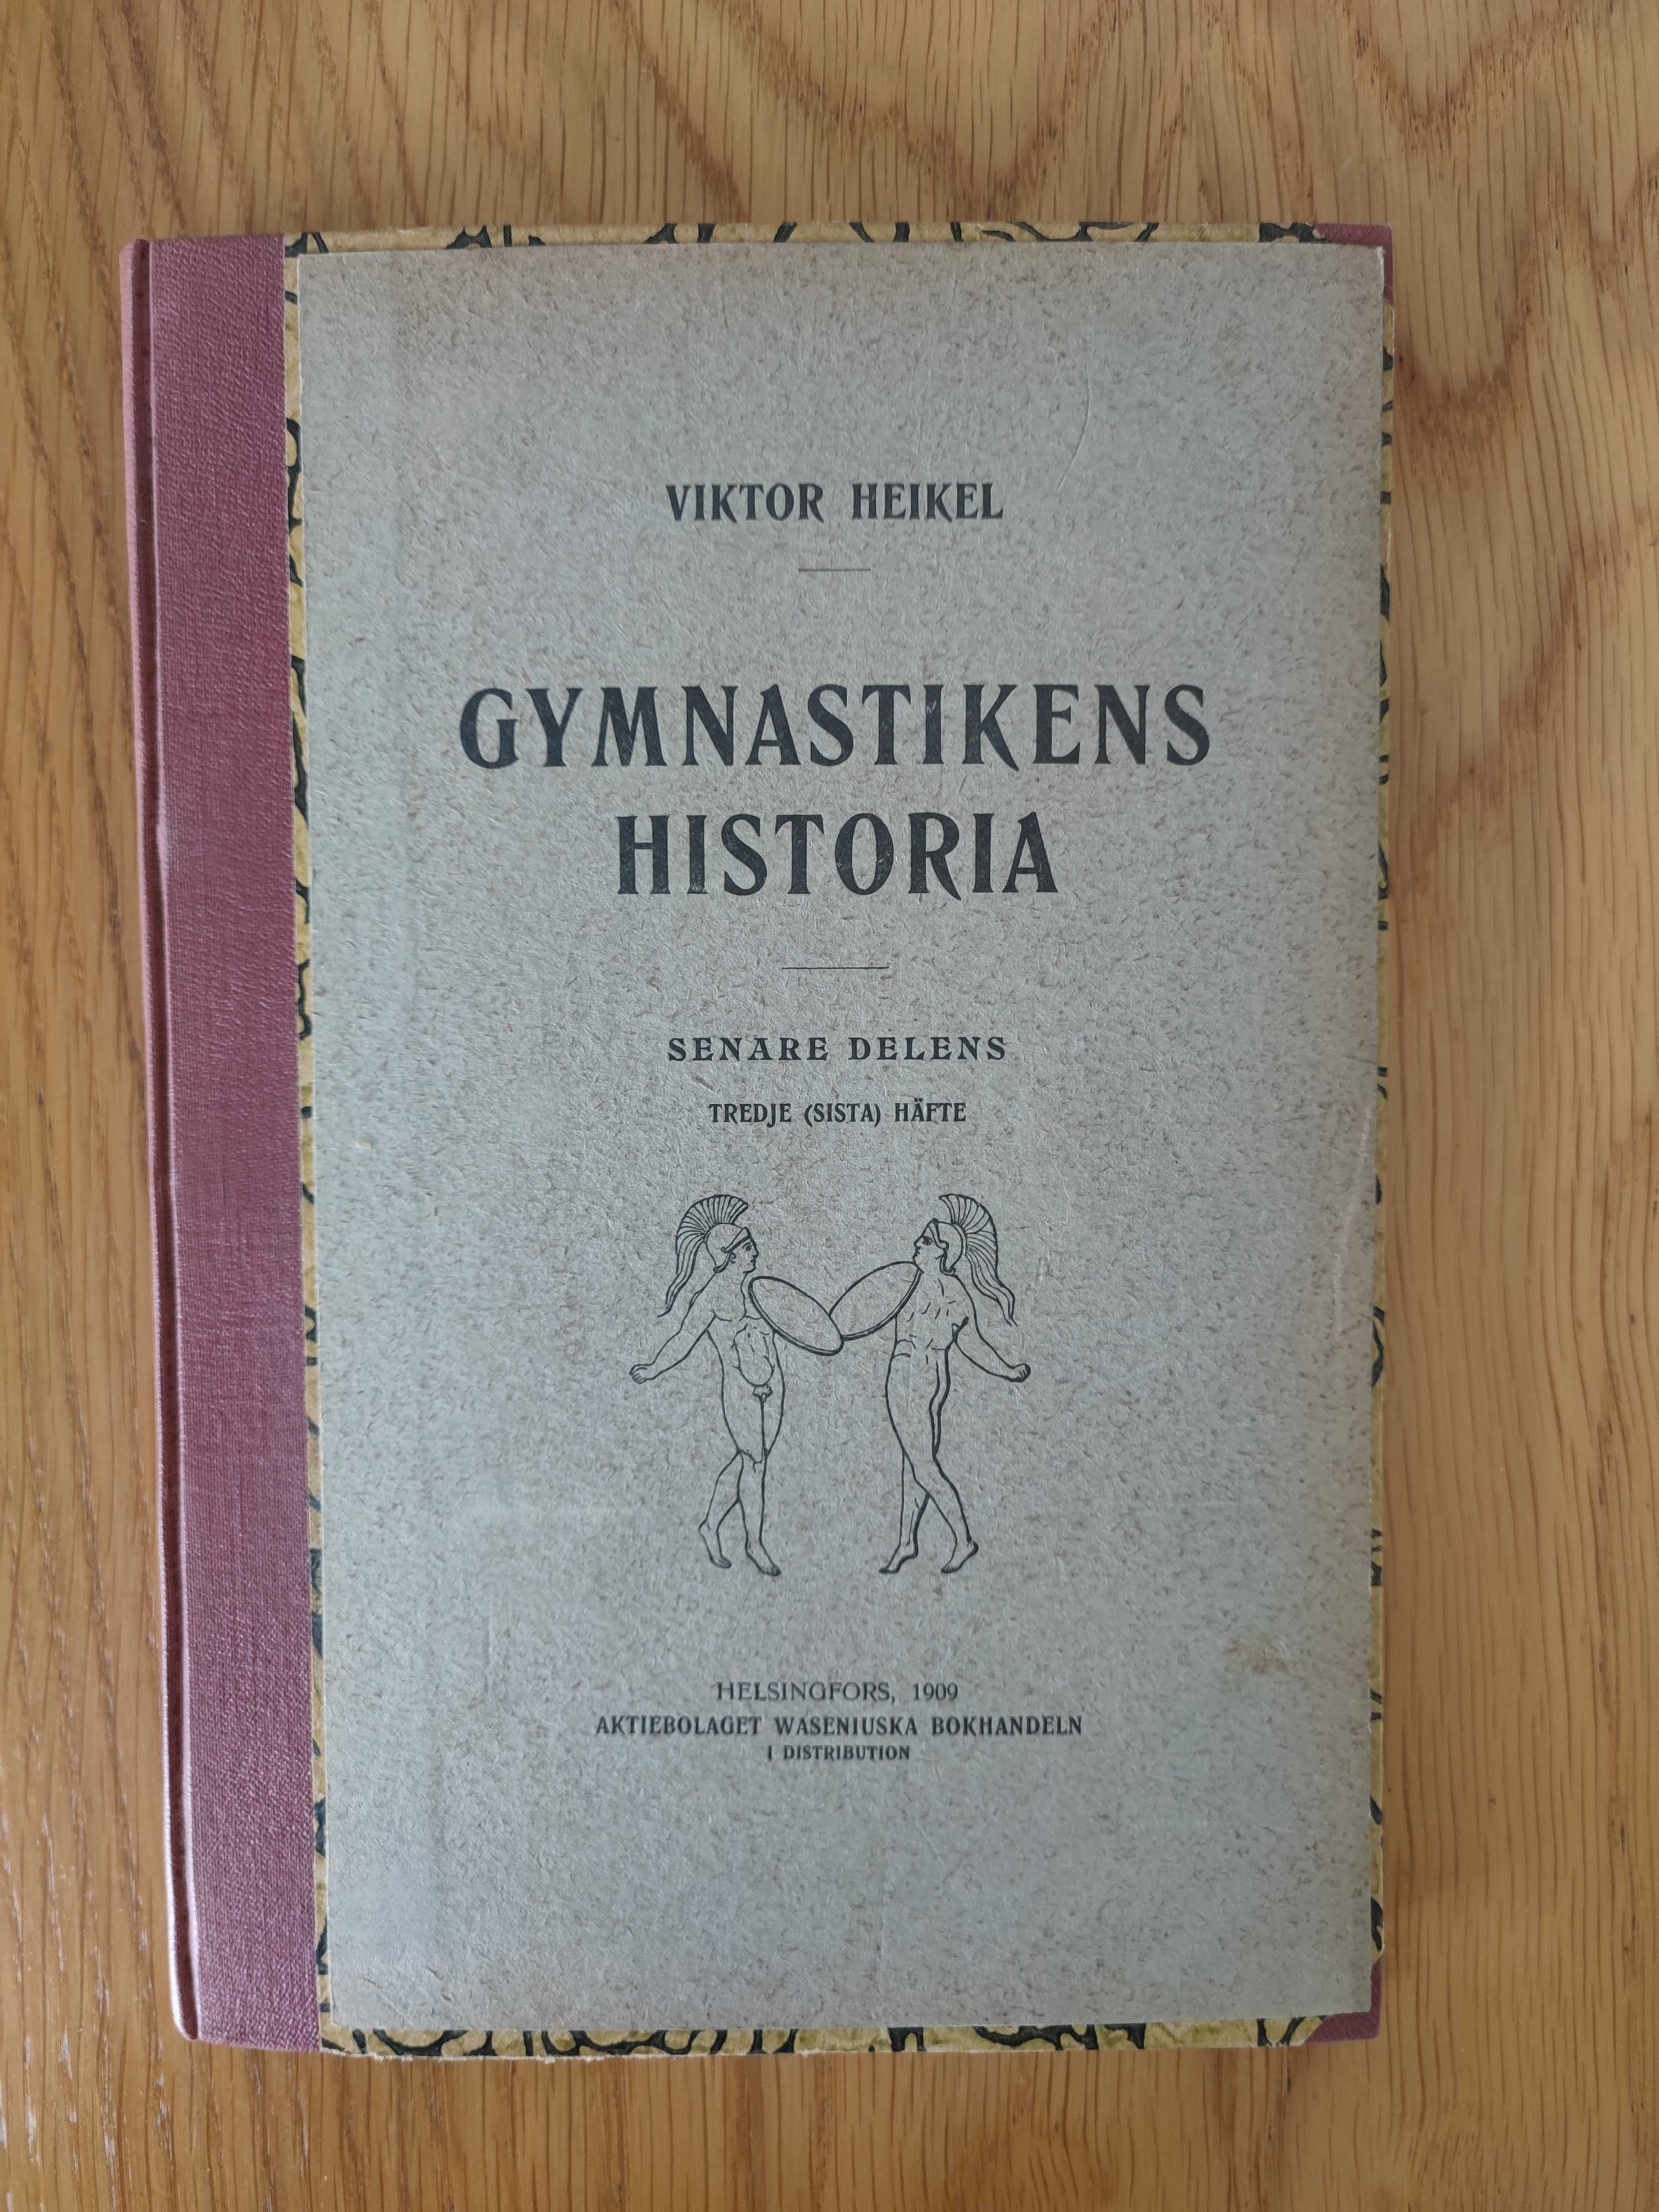 VIKTOR HEIKEL
GYMNASTIKENS
HISTORIA
SENARE DELENS
TREDJE (SISTA) HÄFTE
HELSINGFORS, 1909
AKTIEBOLAGET WASENIUSKA BOKHANDELN
I DISTRIBUTION